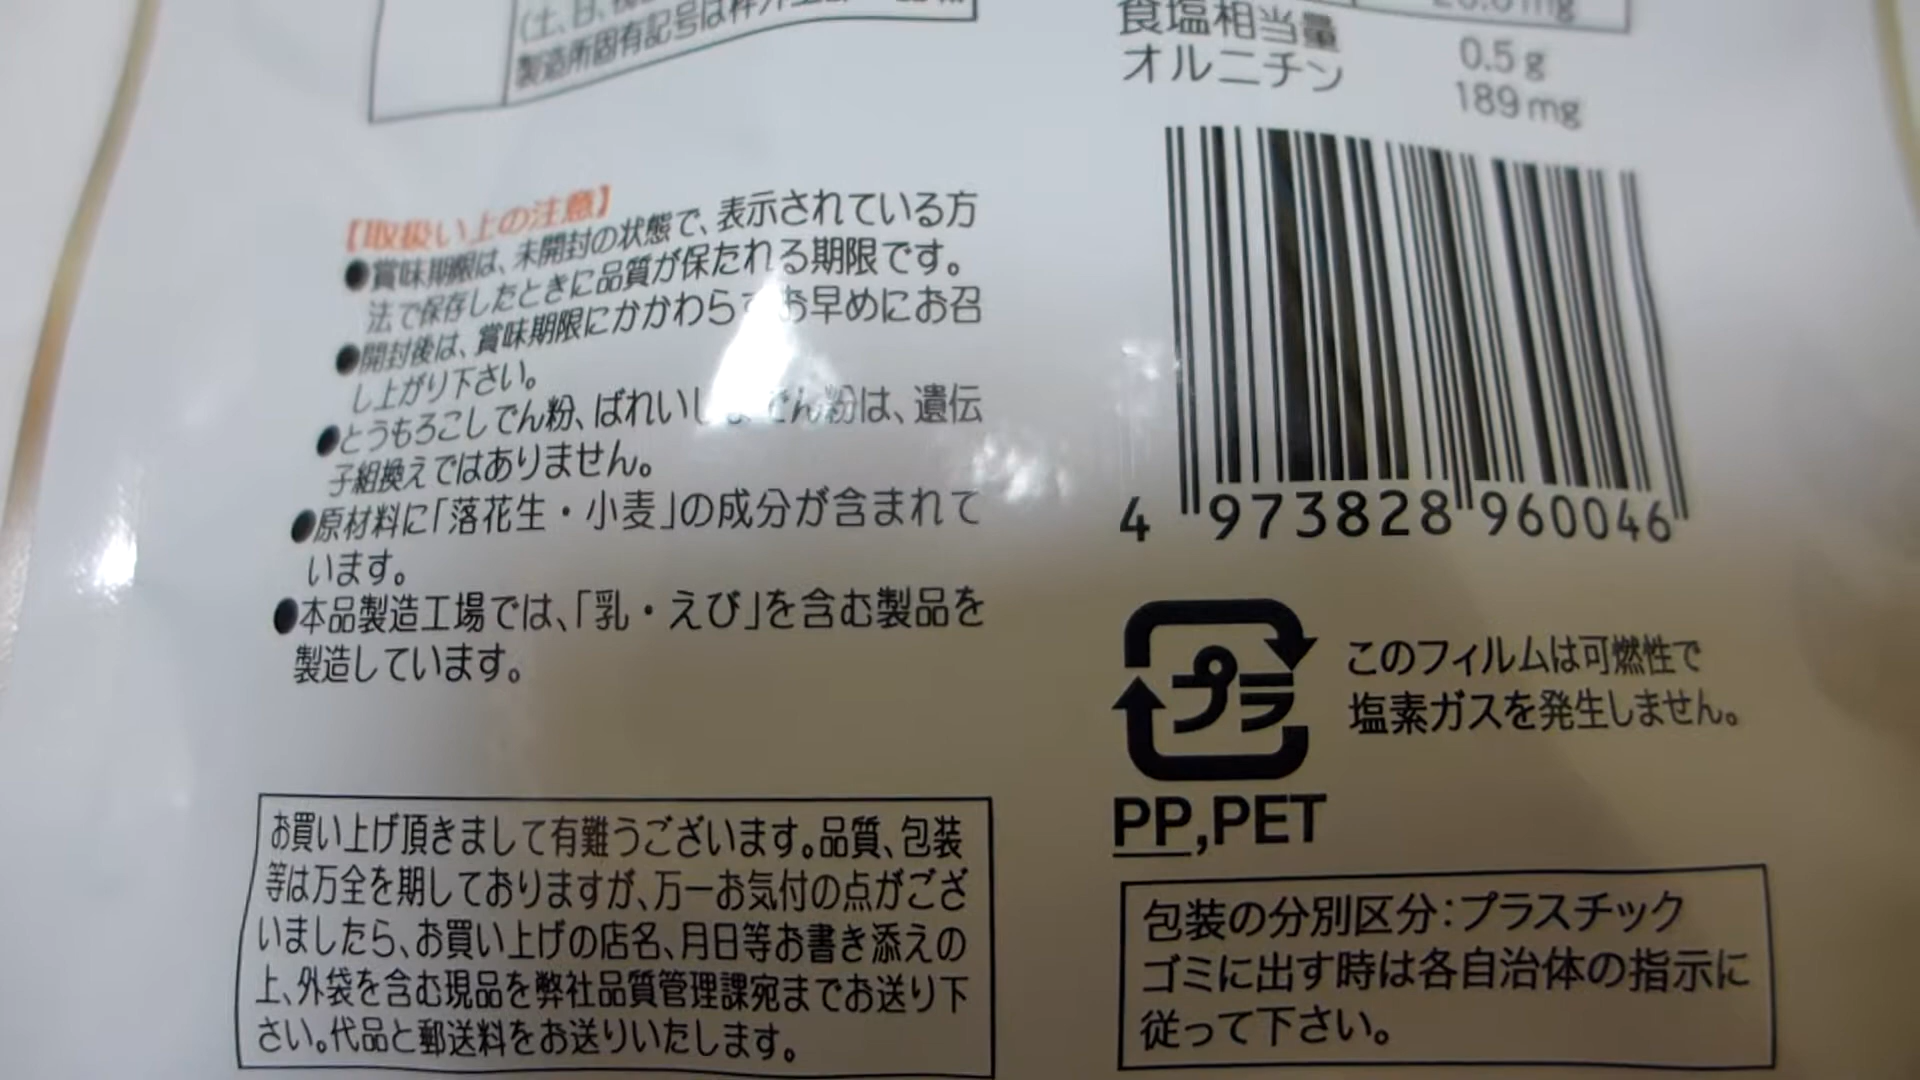 (土、日、
製造所固有記号は枠外
【取扱い上の注意】
●賞味期限は、未開封の状態で、表示されている方
法で保存したときに品質が保たれる期限です。
●開封後は、賞味期限にかかわら お早めにお召
し上がり下さい。
●とうもろこしでん粉、ばれいし でん粉は、遺伝
子組換えではありません。
●原材料に「落花生・小麦」の成分が含まれて
います。
●本品製造工場では、「乳・えび」を含む製品を
製造しています。
お買い上げ頂きまして有難うございます。品質、包装
等は万全を期しておりますが、万一お気付の点がござ
いましたら、お買い上げの店名、月日等お書き添えの
上、外袋を含む現品を弊社品質管理課宛までお送り下
さい。代品と郵送料をお送りいたします。
食塩相当量 0.5g
オルニチン 189mg
4 973828 960046
プラ
このフィルムは可燃性で
塩素ガスを発生しません。
PP,PET
包装の分別区分:プラスチック
ゴミに出す時は各自治体の指示に
従って下さい。